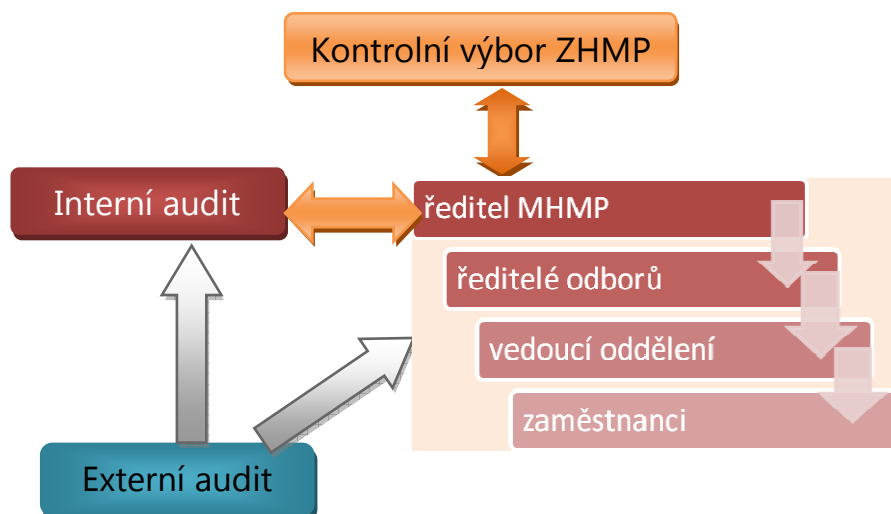 Kontrolní výbor ZHMP
Interní audit
ředitel MHMP
ředitelé odborů
vedoucí oddělení
zaměstnanci
Externí audit